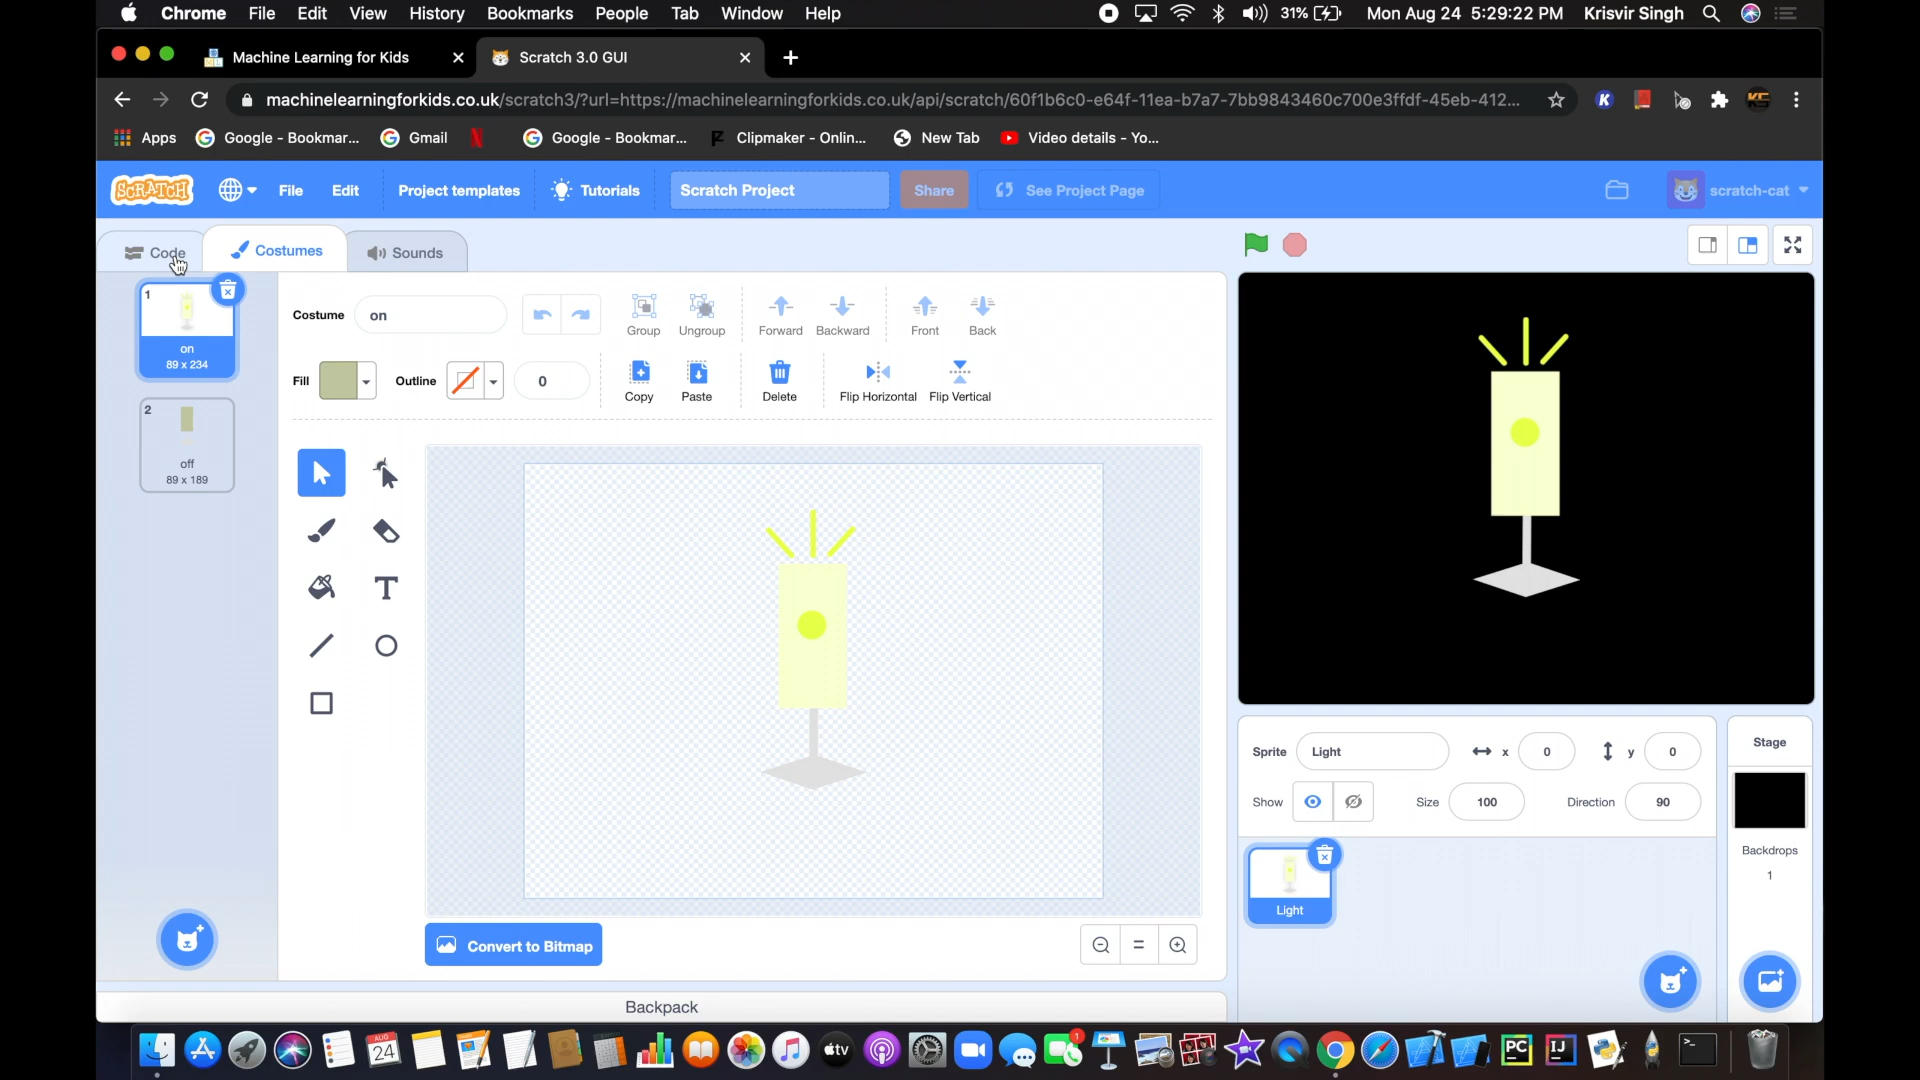 Chrome File Edit View History Bookmarks People Tab Window Help 31% Mon Aug 24 5:29:22 PM Krisvir Singh
Machine Learning for Kids Scratch 3.0 GUI
machinelearningforkids.co.uk/scratch3/?url=https://machinelearningforkids.co.uk/api/scratch/60f1b6c0-e64f-11ea-b7a7-7bb9843460c700e3ffdf-45eb-412... K
Apps Google - Bookmar... Gmail Google - Bookmar... Clipmaker - Onlin... New Tab Video details - Yo...
SCRATCH File Edit Project templates Tutorials Scratch Project Share See Project Page scratch-cat
Code Costumes Sounds
1
on
89 x 234
2
off
89 x 189
Costume on Group Ungroup Forward Backward Front Back
Fill Outline 0 Copy Paste Delete Flip Horizontal Flip Vertical
T
Convert to Bitmap
Backpack
Sprite Light x 0 y 0
Show Size 100 Direction 90
Light
Stage
Backdrops
1
AUG
24
tv
1
PC
IJ